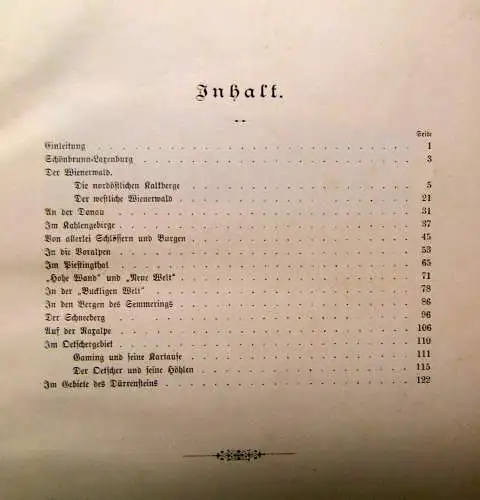 Inhalt.
Seite
Einleitung . . . 1
Schönbrunn-Laxenburg . . . 3
Der Wienerwald.
Die nordöstlichen Kaltberge . . . 5
Der westliche Wienerwald . . . 21
An der Donau . . . 31
Im Kahlengebirge . . . 37
Von allerlei Schlössern und Burgen . . . 45
In die Voralpen . . . 53
Im Piestingthal . . . 65
„Hohe Wand“ und „Neue Welt“ . . . 71
In der „Buckligen Welt“ . . . 78
In den Bergen des Semmerings . . . 86
Der Schneeberg . . . 96
Auf der Raxalpe . . . 106
Im Oetschergebiet . . . 110
Gaming und seine Kartause . . . 111
Der Oetscher und seine Höhlen . . . 115
Im Gebiete des Dürrensteins . . . 122